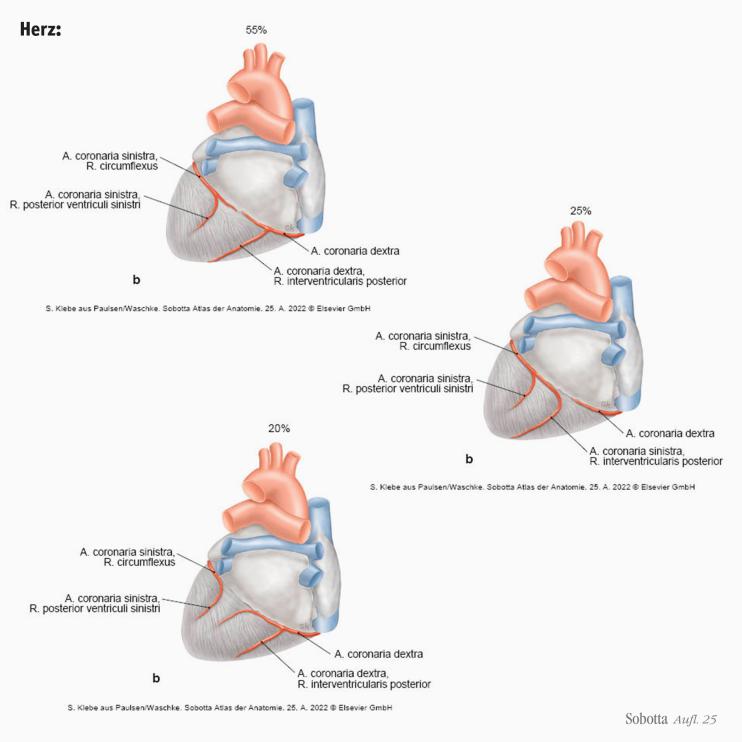 Herz:
55%
A. coronaria sinistra,
R. circumflexus
A. coronaria sinistra,
R. posterior ventriculi sinistri
A. coronaria dextra
A. coronaria dextra,
R. interventricularis posterior
b
S. Klebe aus Paulsen/Waschke. Sobotta Atlas der Anatomie. 25. A. 2022 © Elsevier GmbH
25%
A. coronaria sinistra,
R. circumflexus
A. coronaria sinistra,
R. posterior ventriculi sinistri
A. coronaria dextra
A. coronaria sinistra,
R. interventricularis posterior
b
S. Klebe aus Paulsen/Waschke. Sobotta Atlas der Anatomie. 25. A. 2022 © Elsevier GmbH
20%
A. coronaria sinistra,
R. circumflexus
A. coronaria sinistra,
R. posterior ventriculi sinistri
A. coronaria dextra
A. coronaria dextra,
R. interventricularis posterior
b
S. Klebe aus Paulsen/Waschke. Sobotta Atlas der Anatomie. 25. A. 2022 © Elsevier GmbH
Sobotta Aufl. 25